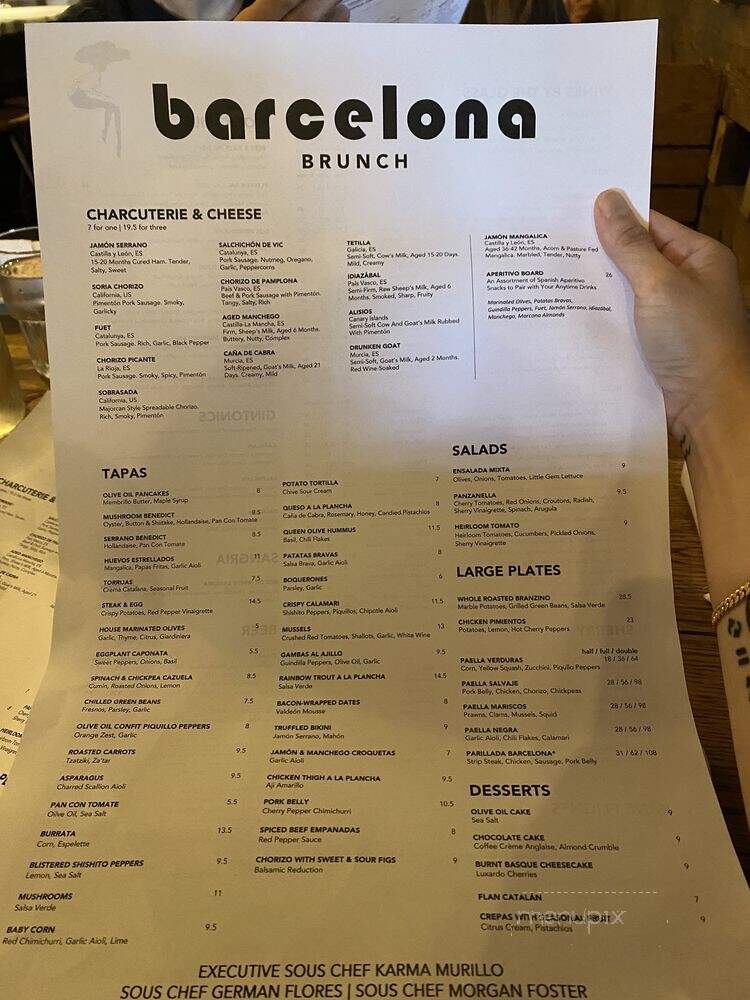 barcelona
BRUNCH
CHARCUTERIE & CHEESE
7 for one | 19.5 for three
JAMÓN SERRANO
Castilla y León, ES
15-20 Months Cured Ham. Tender,
Salty, Sweet
SORIA CHORIZO
California, US
Pimentón Pork Sausage. Smoky,
Garlicky
FUET
Catalunya, ES
Pork Sausage. Rich, Garlic, Black Pepper
CHORIZO PICANTE
La Rioja, ES
Pork Sausage. Smoky, Spicy, Pimentón
SOBRASADA
California, US
Majorcan Style Spreadable Chorizo.
Rich, Smoky, Pimentón
SALCHICHÓN DE VIC
Catalunya, ES
Pork Sausage. Nutmeg, Oregano,
Garlic, Peppercorns
CHORIZO DE PAMPLONA
País Vasco, ES
Beef & Pork Sausage with Pimentón.
Tangy, Salty, Rich
AGED MANCHEGO
Castilla-La Mancha, ES
Firm, Sheep's Milk, Aged 6 Months.
Buttery, Nutty, Complex
CAÑA DE CABRA
Murcia, ES
Soft-Ripened, Goat's Milk, Aged 21
Days. Creamy, Mild
TETILLA
Galicia, ES
Semi-Soft, Cow's Milk, Aged 15-20 Days.
Mild, Creamy
IDIAZÁBAL
País Vasco, ES
Semi-Firm, Raw Sheep's Milk, Aged 6
Months. Smoked, Sharp, Fruity
ALISIOS
Canary Islands
Semi-Soft Cow And Goat's Milk Rubbed
With Pimentón
DRUNKEN GOAT
Murcia, ES
Semi-Soft, Goat's Milk, Aged 2 Months.
Red Wine-Soaked
JAMÓN MANGALICA
Castilla y León, ES
Aged 36-42 Months, Acorn & Pasture Fed
Mangalica. Marbled, Tender, Nutty
APERITIVO BOARD 26
An Assortment of Spanish Aperitivo
Snacks to Pair with Your Anytime Drinks
Marinated Olives, Patatas Bravas,
Guindilla Peppers, Fuet, Jamón Serrano, Idiazábal,
Manchego, Marcona Almonds
TAPAS
OLIVE OIL PANCAKES 8
Membrillo Butter, Maple Syrup
MUSHROOM BENEDICT 8.5
Oyster, Button & Shiitake, Hollandaise, Pan Con Tomate
SERRANO BENEDICT 8.5
Hollandaise, Pan Con Tomate
HUEVOS ESTRELLADOS 11
Mangalica, Papas Fritas, Garlic Aioli
TORRIJAS 7.5
Crema Catalana, Seasonal Fruit
STEAK & EGG 14.5
Crispy Potatoes, Red Pepper Vinaigrette
HOUSE MARINATED OLIVES 5
Garlic, Thyme, Citrus, Giardiniera
EGGPLANT CAPONATA 5.5
Sweet Peppers, Onions, Basil
SPINACH & CHICKPEA CAZUELA 8.5
Cumin, Roasted Onions, Lemon
CHILLED GREEN BEANS 7.5
Fresnos, Parsley, Garlic
OLIVE OIL CONFIT PIQUILLO PEPPERS 8
Orange Zest, Garlic
ROASTED CARROTS 9.5
Tzatziki, Za'tar
ASPARAGUS 9.5
Charred Scallion Aioli
PAN CON TOMATE 5.5
Olive Oil, Sea Salt
BURRATA 13.5
Corn, Espelette
BLISTERED SHISHITO PEPPERS 9.5
Lemon, Sea Salt
MUSHROOMS 11
Salsa Verde
BABY CORN 9.5
Red Chimichurri, Garlic Aioli, Lime
POTATO TORTILLA 7
Chive Sour Cream
QUESO A LA PLANCHA 8
Caña de Cabra, Rosemary, Honey, Candied Pistachios
QUEEN OLIVE HUMMUS 11.5
Basil, Chili Flakes
PATATAS BRAVAS 8
Salsa Brava, Garlic Aioli
BOQUERONES 6
Parsley, Garlic
CRISPY CALAMARI 11.5
Shishito Peppers, Piquillos, Chipotle Aioli
MUSSELS 13
Crushed Red Tomatoes, Shallots, Garlic, White Wine
GAMBAS AL AJILLO 9.5
Guindilla Peppers, Olive Oil, Garlic
RAINBOW TROUT A LA PLANCHA 14.5
Salsa Verde
BACON-WRAPPED DATES 8
Valdeón Mousse
TRUFFLED BIKINI 9
Jamón Serrano, Mahón
JAMÓN & MANCHEGO CROQUETAS 7
Garlic Aioli
CHICKEN THIGH A LA PLANCHA 9.5
Aji Amarillo
PORK BELLY 10.5
Cherry Pepper Chimichurri
SPICED BEEF EMPANADAS 8
Red Pepper Sauce
CHORIZO WITH SWEET & SOUR FIGS 9
Balsamic Reduction
SALADS
ENSALADA MIXTA 9
Olives, Onions, Tomatoes, Little Gem Lettuce
PANZANELLA 9.5
Cherry Tomatoes, Red Onions, Croutons, Radish,
Sherry Vinaigrette, Spinach, Arugula
HEIRLOOM TOMATO 9
Heirloom Tomatoes, Cucumbers, Pickled Onions,
Sherry Vinaigrette
LARGE PLATES
WHOLE ROASTED BRANZINO 28.5
Marble Potatoes, Grilled Green Beans, Salsa Verde
CHICKEN PIMIENTOS 23
Potatoes, Lemon, Hot Cherry Peppers
half / full / double
PAELLA VERDURAS 18 / 36 / 64
Corn, Yellow Squash, Zucchini, Piquillo Peppers
PAELLA SALVAJE 28 / 56 / 98
Pork Belly, Chicken, Chorizo, Chickpeas
PAELLA MARISCOS 28 / 56 / 98
Prawns, Clams, Mussels, Squid
PAELLA NEGRA 28 / 56 / 98
Garlic Aioli, Chili Flakes, Calamari
PARILLADA BARCELONA* 31 / 62 / 108
Strip Steak, Chicken, Sausage, Pork Belly
DESSERTS
OLIVE OIL CAKE 9
Sea Salt
CHOCOLATE CAKE 9
Coffee Crème Anglaise, Almond Crumble
BURNT BASQUE CHEESECAKE 9
Luxardo Cherries
FLAN CATALÁN 7
CREPAS WITH SEASONAL FRUIT 9
Citrus Cream, Pistachios
menupix
EXECUTIVE SOUS CHEF KARMA MURILLO
SOUS CHEF GERMAN FLORES | SOUS CHEF MORGAN FOSTER